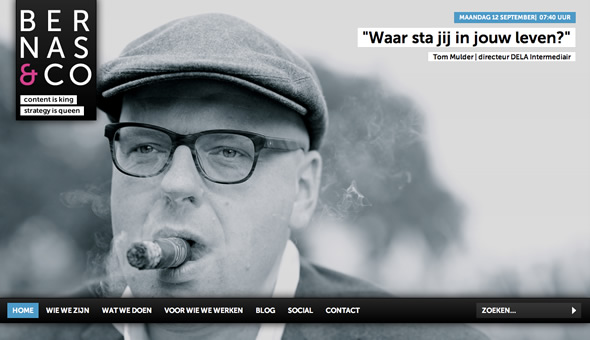 BER
NAS
&CO
content is king
strategy is queen
MAANDAG 12 SEPTEMBER| 07:40 UUR
"Waar sta jij in jouw leven?"
Tom Mulder | directeur DELA Intermediair
HOME WIE WE ZIJN WAT WE DOEN VOOR WIE WE WERKEN BLOG SOCIAL CONTACT ZOEKEN...